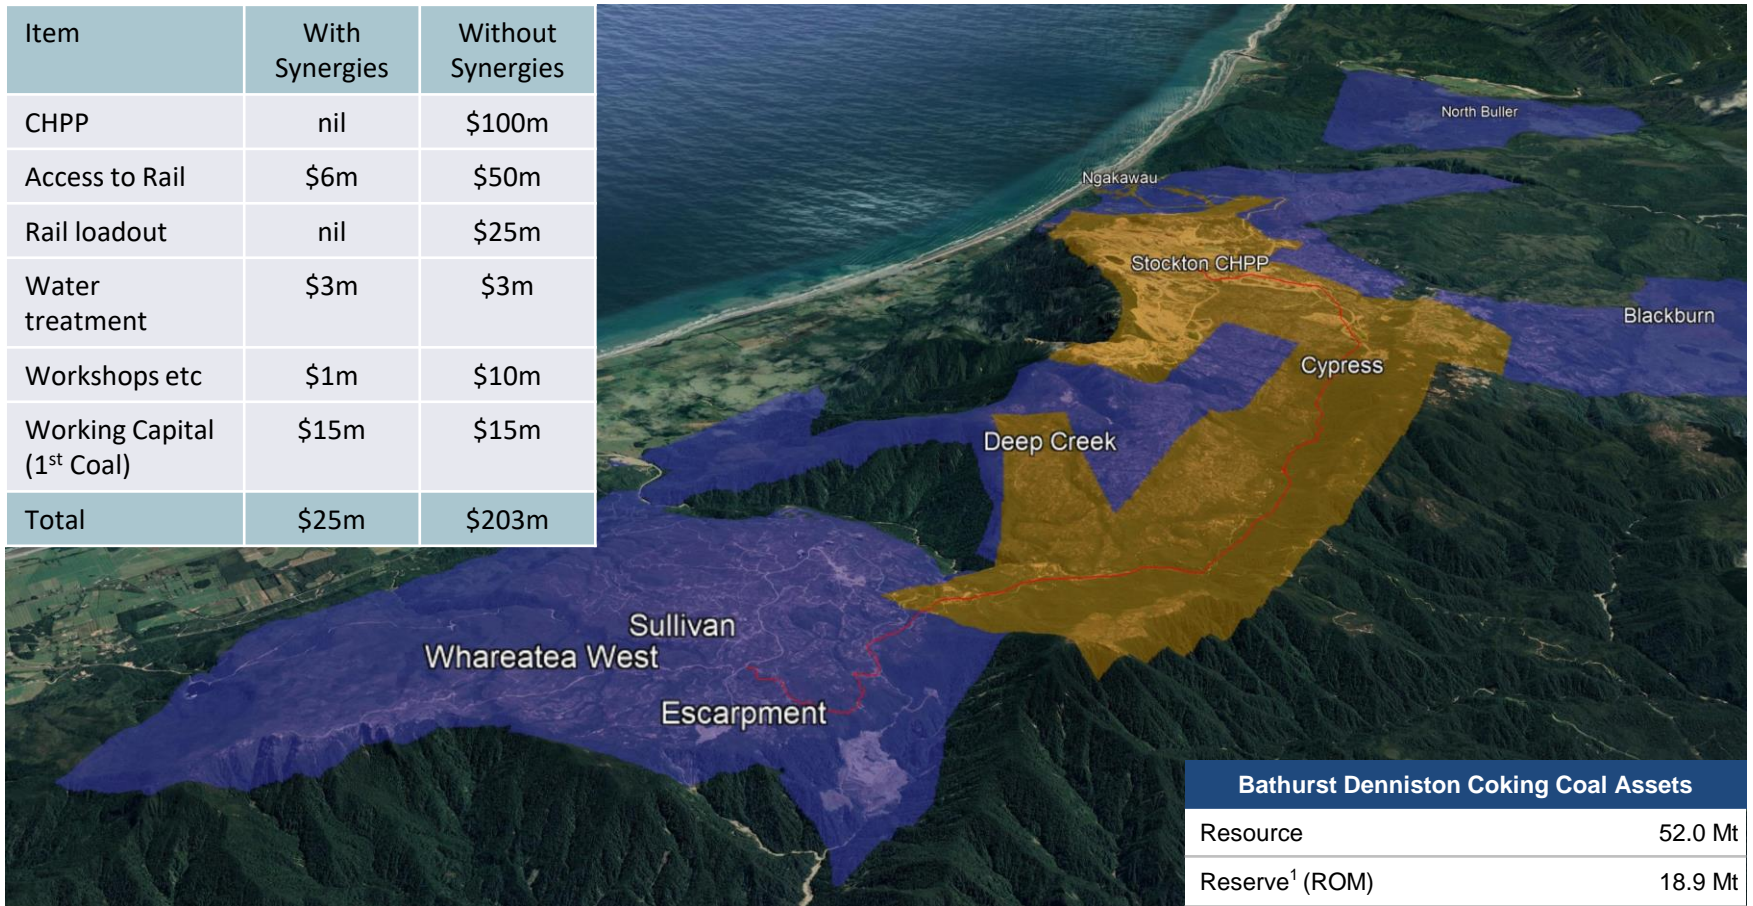 Item With Synergies Without Synergies
CHPP nil $100m
Access to Rail $6m $50m
Rail loadout nil $25m
Water treatment $3m $3m
Workshops etc $1m $10m
Working Capital (1st Coal) $15m $15m
Total $25m $203m
North Buller
Ngakawau
Stockton CHPP
Blackburn
Cypress
Deep Creek
Sullivan
Whareatea West
Escarpment
Bathurst Denniston Coking Coal Assets
Resource 52.0 Mt
Reserve1 (ROM) 18.9 Mt